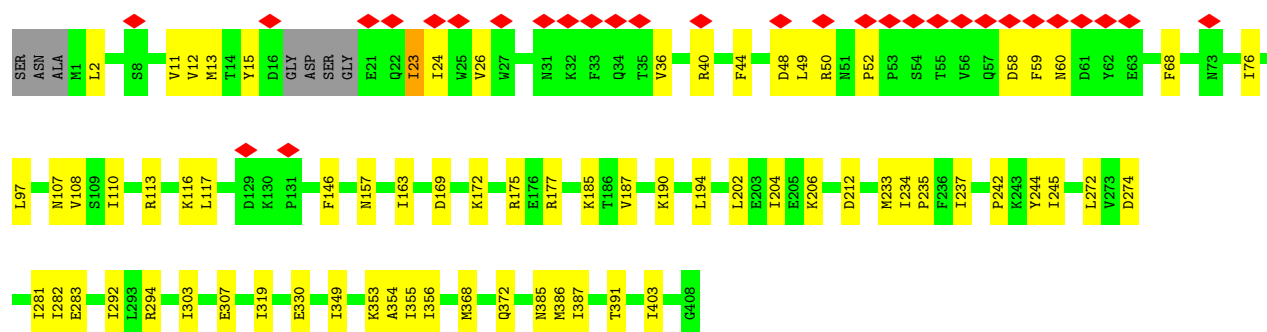 SER ASN ALA M1 L2 S8 V11 V12 M13 T14 Y15 D16 GLY ASP SER GLY E21 Q22 I23 I24 W25 V26 W27 N31 K32 F33 Q34 T35 V36 R40 F44 D48 L49 R50 N51 P52 P53 S54 T55 V56 Q57 D58 F59 N60 D61 Y62 E63 F68 N73 I76
L97 N107 V108 S109 I110 R113 K116 L117 D129 K130 P131 F146 N157 I163 D169 K172 R175 E176 R177 K185 T186 V187 K190 L194 L202 E203 I204 E205 K206 D212 M233 I234 P235 F236 I237 P242 K243 Y244 I245 L272 V273 D274
I281 I282 E283 I292 L293 R294 I303 E307 I319 E330 I349 K353 A354 I355 I356 M368 Q372 N385 M386 I387 T391 I403 G408